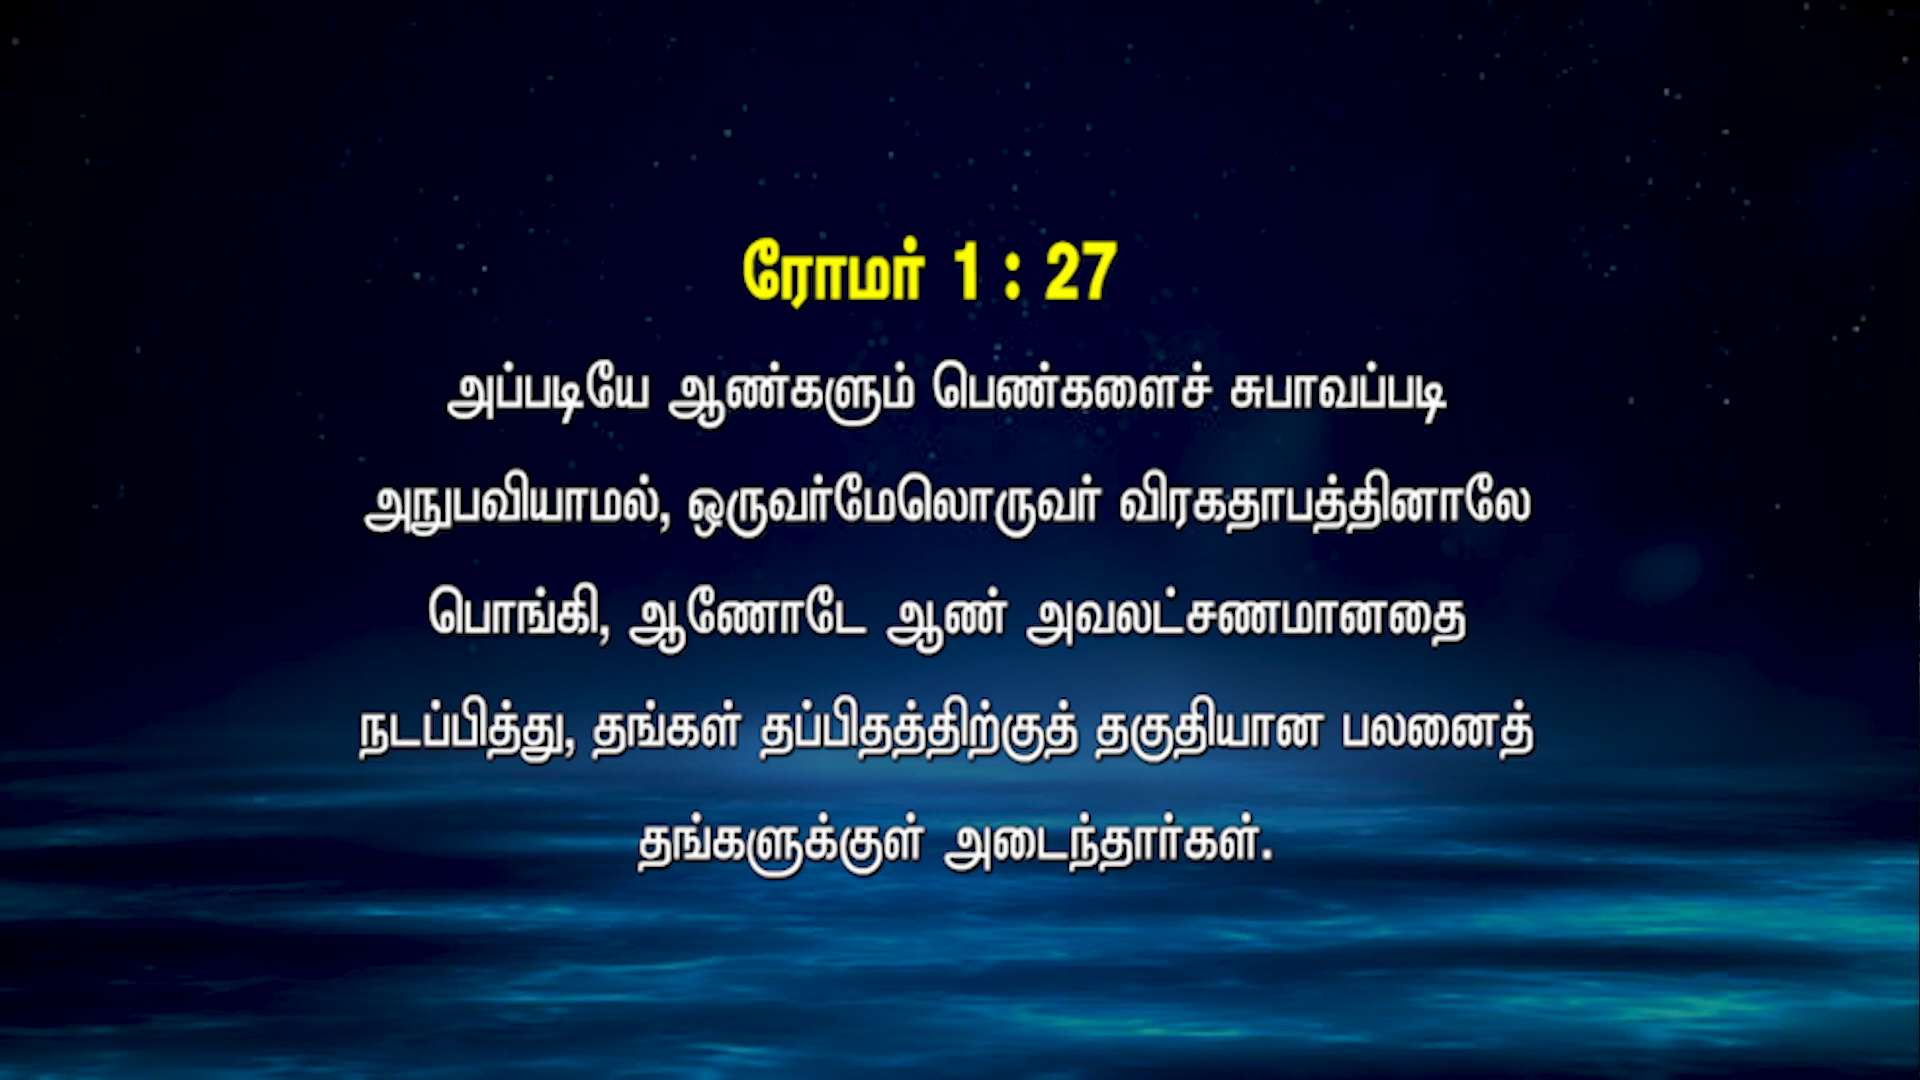 ரோமர் 1 : 27
அப்படியே ஆண்களும் பெண்களைச் சுபாவப்படி
அநுபவியாமல், ஒருவர்மேலொருவர் விரகதாபத்தினாலே
பொங்கி, ஆணோடே ஆண் அவலட்சணமானதை
நடப்பித்து, தங்கள் தப்பிதத்திற்குத் தகுதியான பலனைத்
தங்களுக்குள் அடைந்தார்கள்.